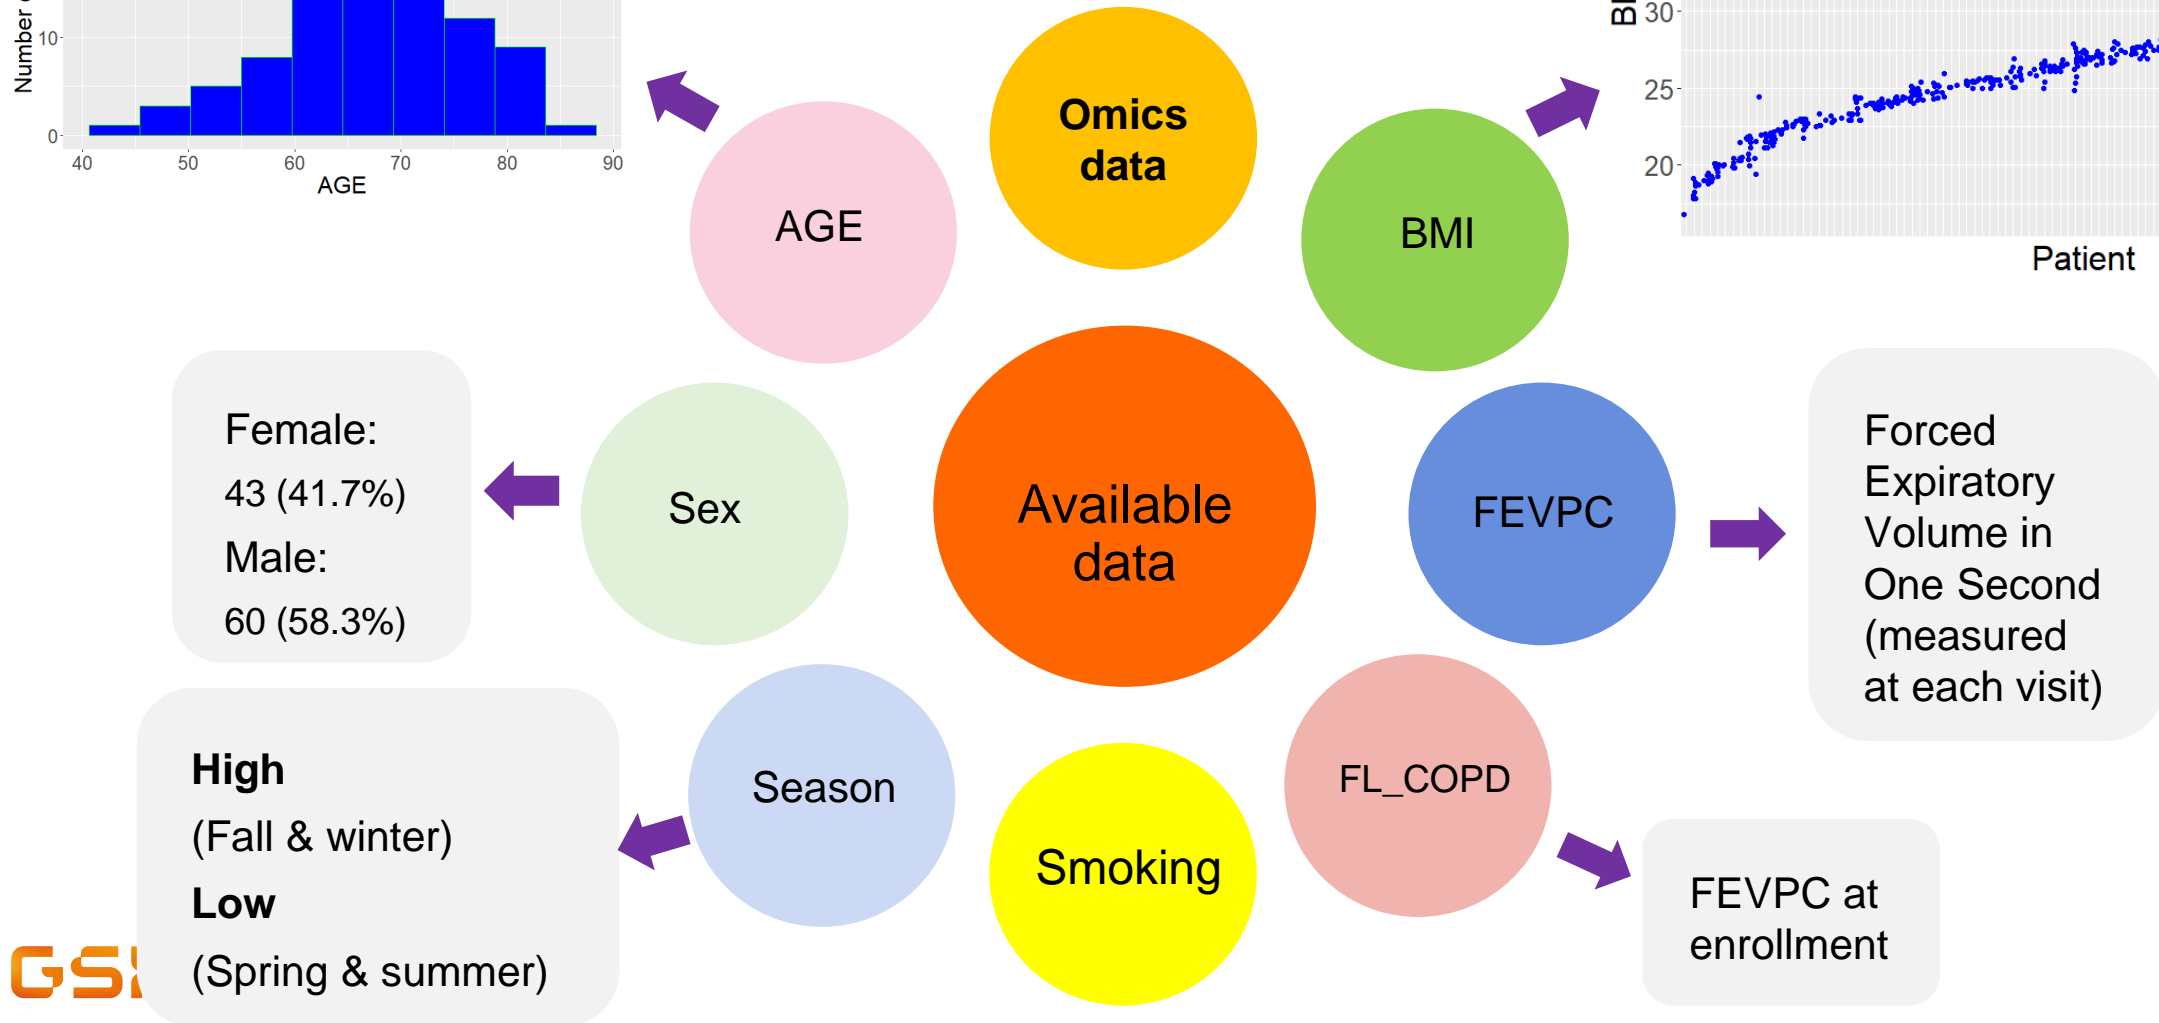 Number
10
0
40 50 60 70 80 90
AGE
30
25
20
Patient
Omics
data
AGE
BMI
Female:
43 (41.7%)
Male:
60 (58.3%)
Sex
Available
data
FEVPC
Forced
Expiratory
Volume in
One Second
(measured
at each visit)
High
(Fall & winter)
Low
(Spring & summer)
Season
Smoking
FL_COPD
FEVPC at
enrollment